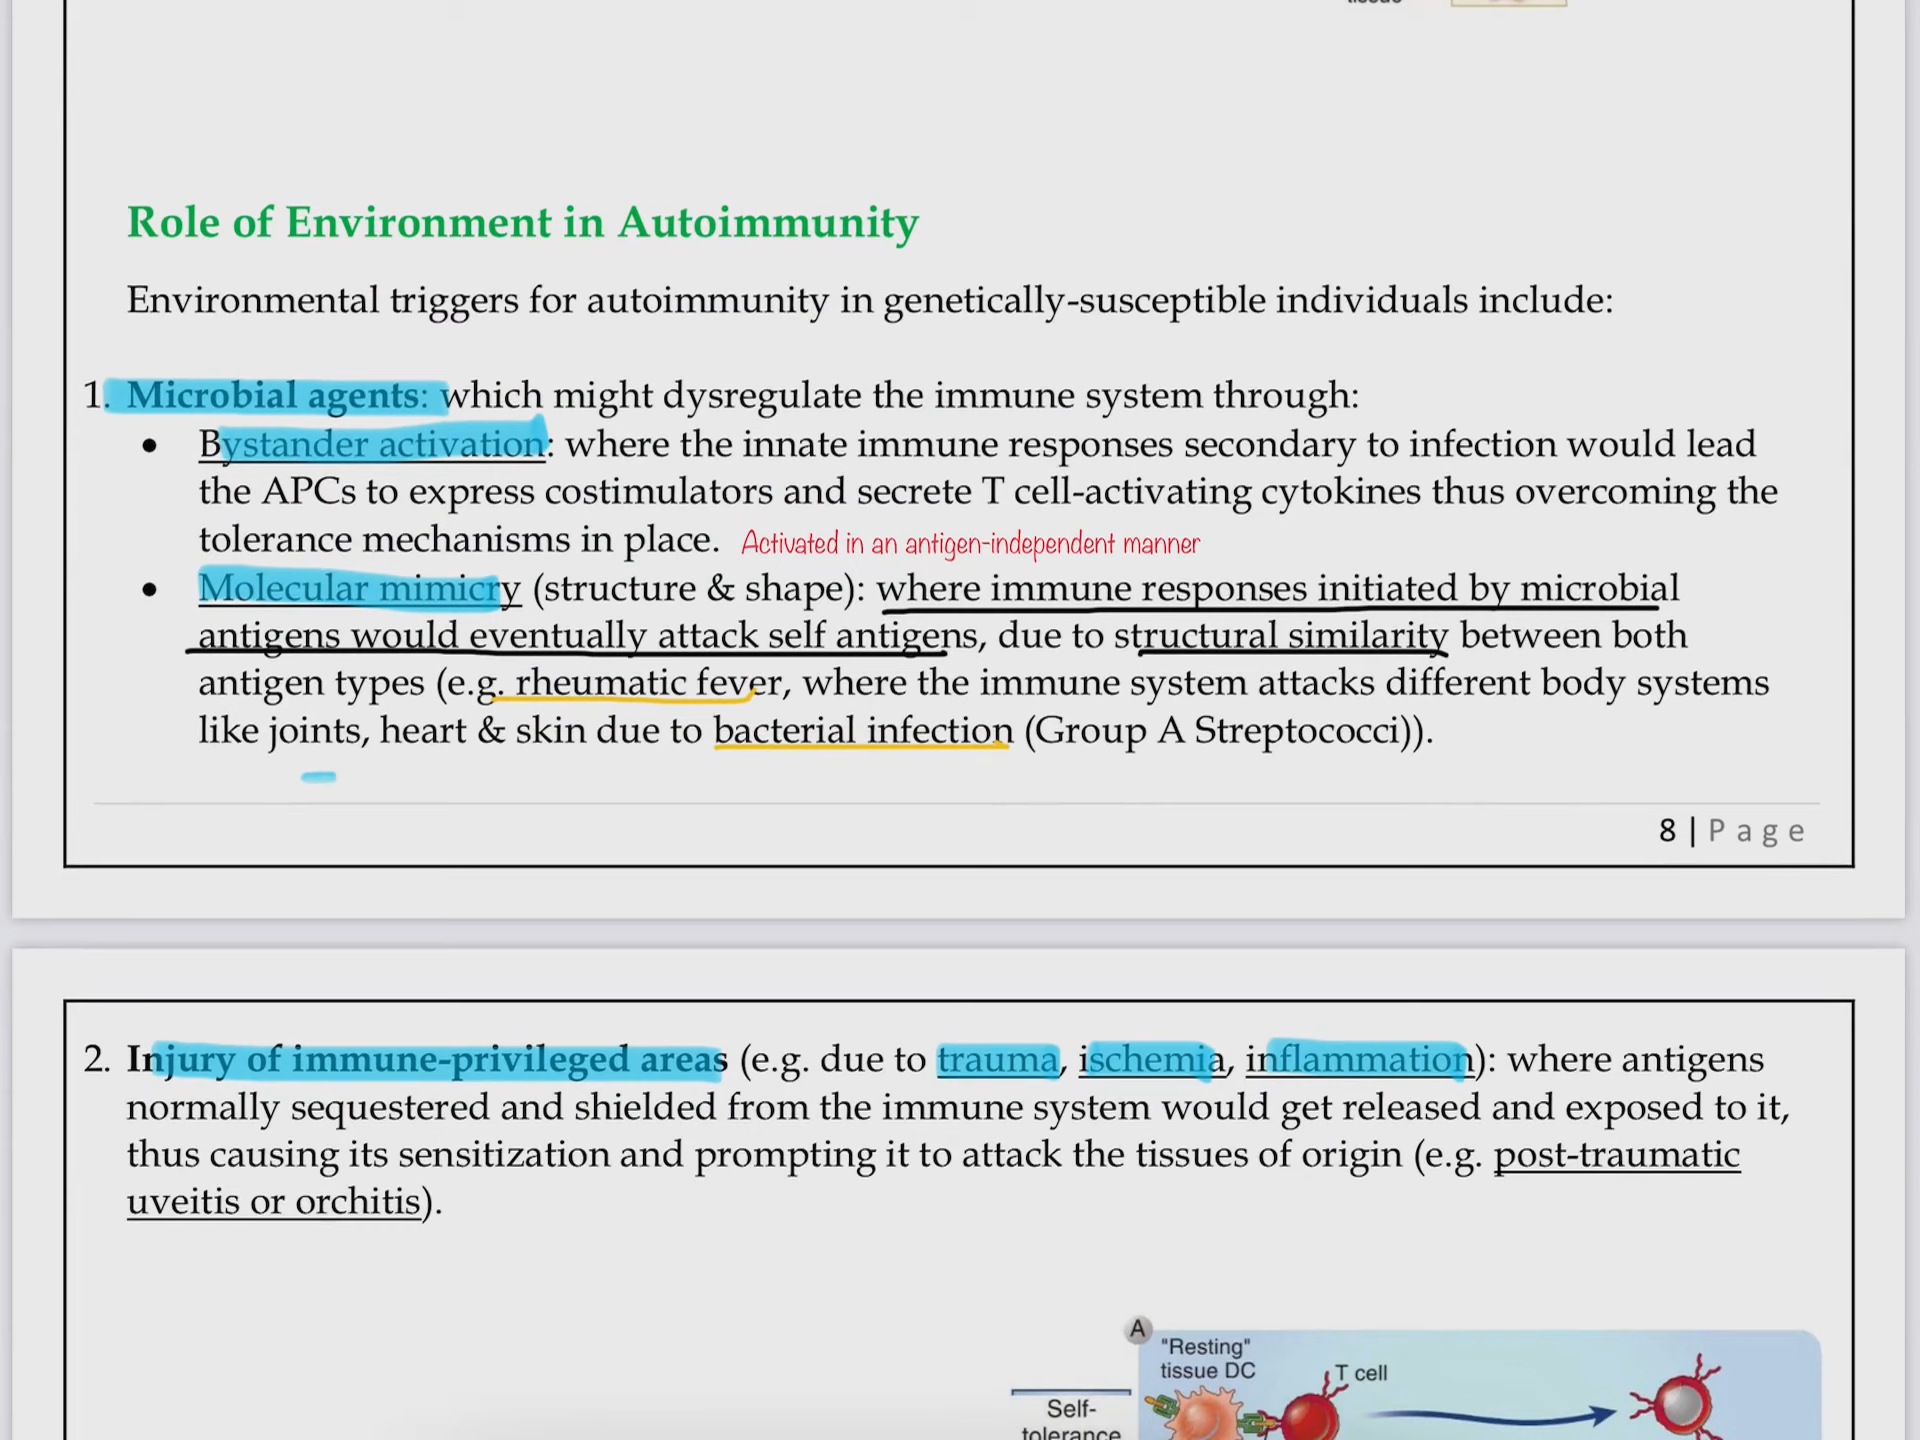 Role of Environment in Autoimmunity
Environmental triggers for autoimmunity in genetically-susceptible individuals include:
1. Microbial agents: which might dysregulate the immune system through:
• Bystander activation: where the innate immune responses secondary to infection would lead
the APCs to express costimulators and secrete T cell-activating cytokines thus overcoming the
tolerance mechanisms in place. Activated in an antigen-independent manner
• Molecular mimicry (structure & shape): where immune responses initiated by microbial
antigens would eventually attack self antigens, due to structural similarity between both
antigen types (e.g. rheumatic fever, where the immune system attacks different body systems
like joints, heart & skin due to bacterial infection (Group A Streptococci)).
8 | Page
2. Injury of immune-privileged areas (e.g. due to trauma, ischemia, inflammation): where antigens
normally sequestered and shielded from the immune system would get released and exposed to it,
thus causing its sensitization and prompting it to attack the tissues of origin (e.g. post-traumatic
uveitis or orchitis).
A
"Resting"
tissue DC
T cell
Self-
tolerance